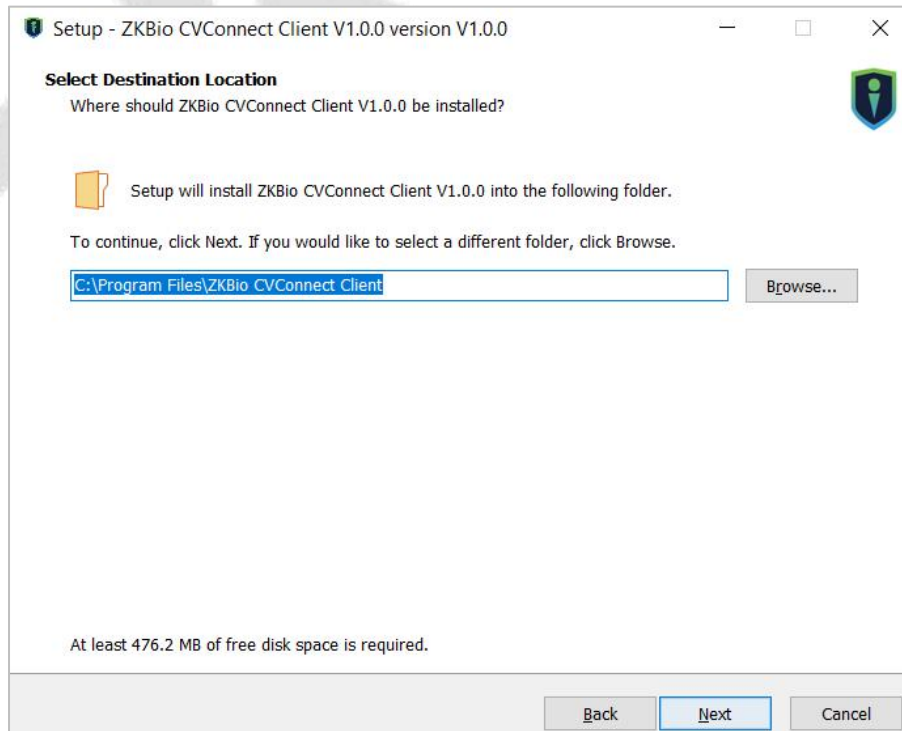 Setup - ZKBio CVConnect Client V1.0.0 version V1.0.0
Select Destination Location
Where should ZKBio CVConnect Client V1.0.0 be installed?
Setup will install ZKBio CVConnect Client V1.0.0 into the following folder.
To continue, click Next. If you would like to select a different folder, click Browse.
C:\Program Files\ZKBio CVConnect Client
Browse...
At least 476.2 MB of free disk space is required.
Back Next Cancel